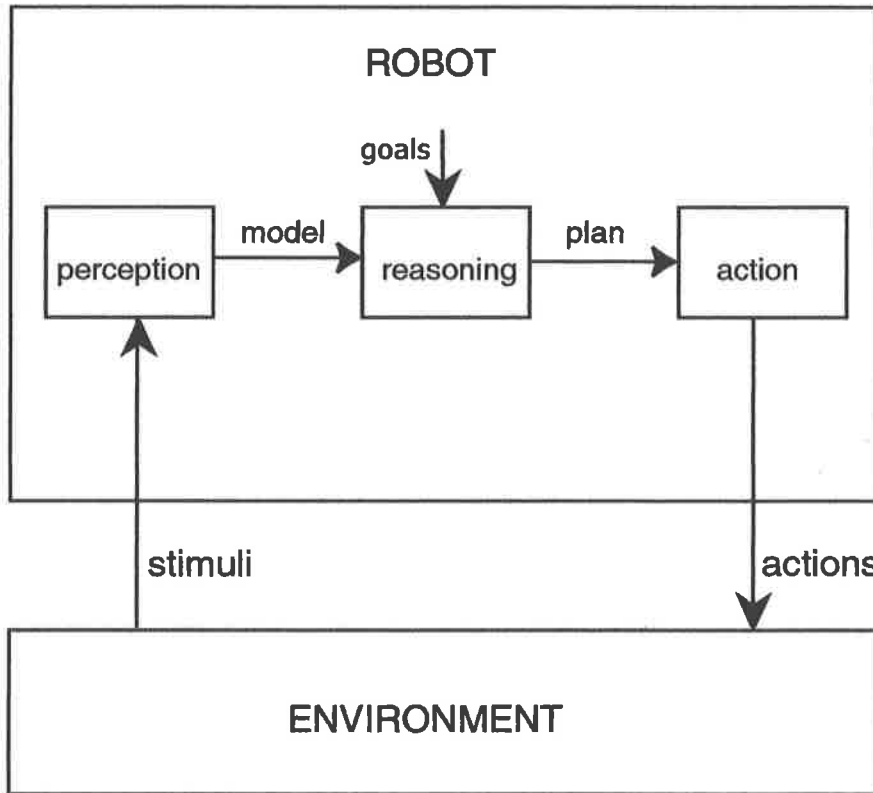 ROBOT
goals
model
plan
perception
reasoning
action
stimuli
actions
ENVIRONMENT